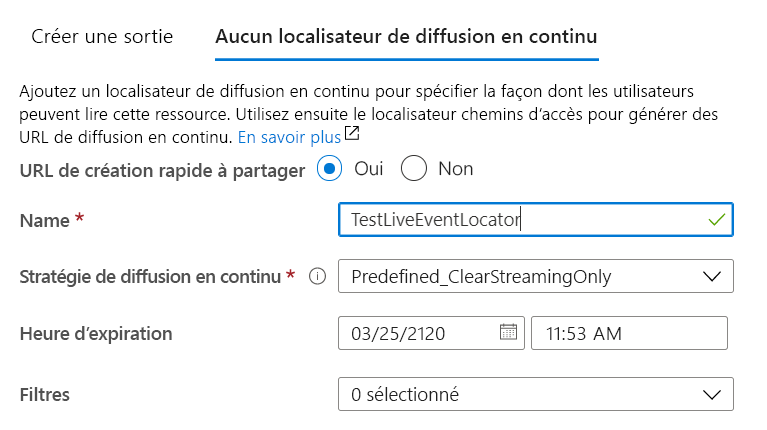 Créer une sortie Aucun localisateur de diffusion en continu
Ajoutez un localisateur de diffusion en continu pour spécifier la façon dont les utilisateurs
peuvent lire cette ressource. Utilisez ensuite le localisateur chemins d’accès pour générer des
URL de diffusion en continu. En savoir plus
URL de création rapide à partager Oui Non
Name * TestLiveEventLocator
Stratégie de diffusion en continu * Predefined_ClearStreamingOnly
Heure d’expiration 03/25/2120 11:53 AM
Filtres 0 sélectionné